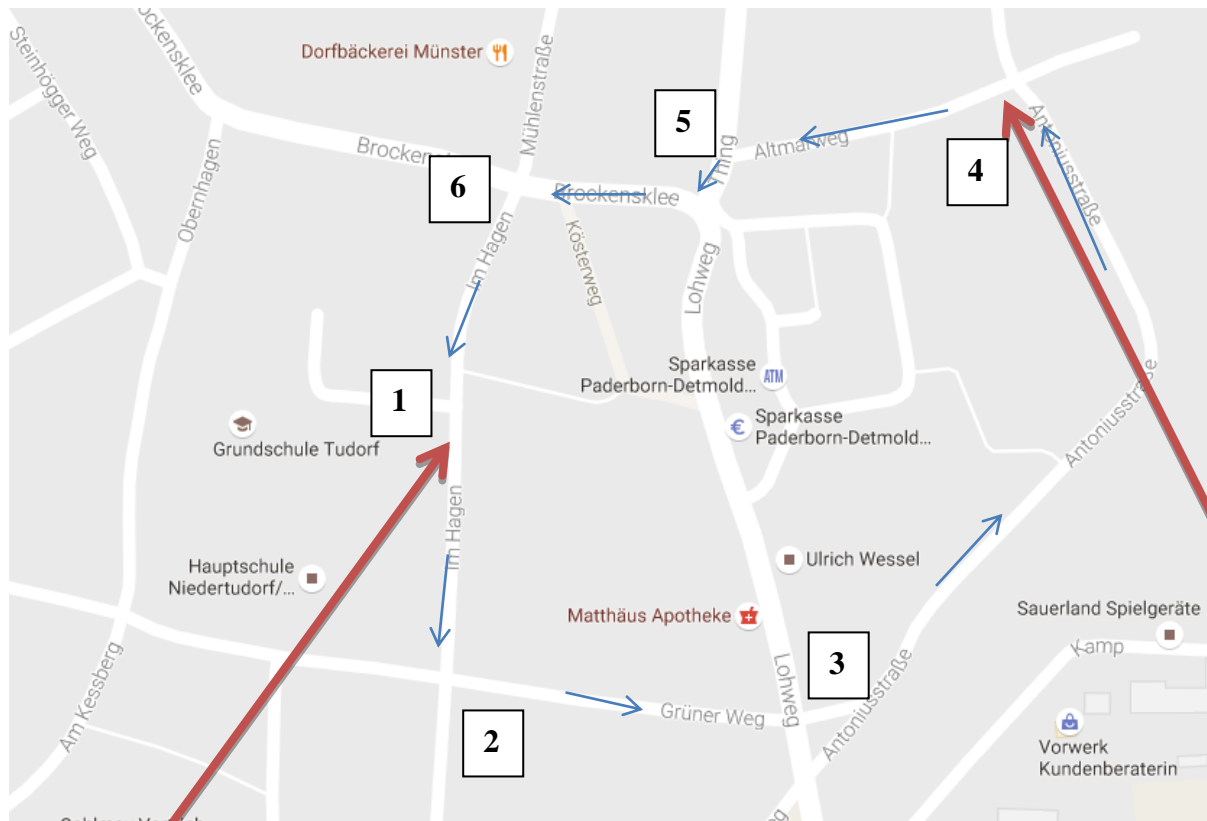 ockensklee
Steinhögger Weg
Dorfbäckerei Münster
Mühlenstraße
5
Thing
Altmarweg
4
Antoniusstraße
Brockenst
6
Brockensklee
Obernhagen
Im Hagen
Kösterweg
Lohweg
Sparkasse
Paderborn-Detmold...
ATM
1
Sparkasse
Paderborn-Detmold...
€
Grundschule Tudorf
Antoniusstraße
Im Hagen
Hauptschule
Niedertudorf/...
Ulrich Wessel
Matthäus Apotheke
Sauerland Spielgeräte
Kamp
3
Lohweg
Antoniusstraße
Am Kessberg
Grüner Weg
2
Vorwerk
Kundenberaterin